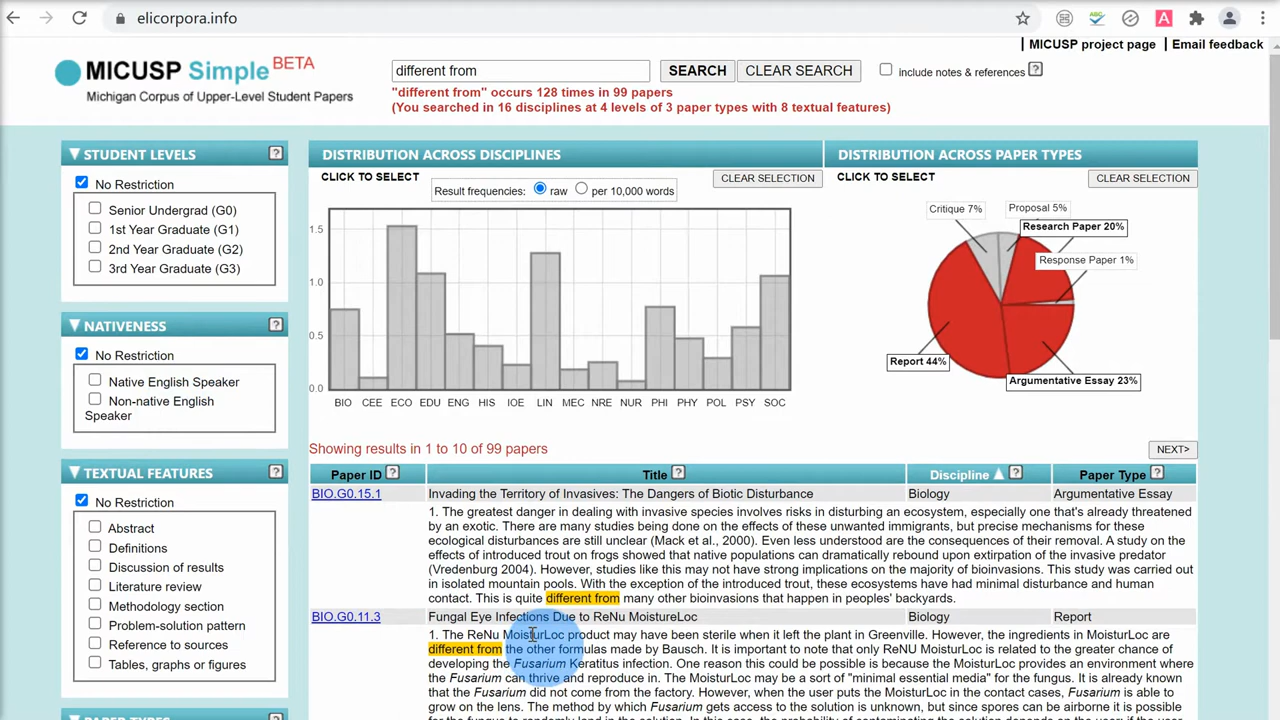 elicorpora.info
MICUSP project page
Email feedback
MICUSP Simple BETA
Michigan Corpus of Upper-Level Student Papers
different from
SEARCH
CLEAR SEARCH
include notes & references ?
"different from" occurs 128 times in 99 papers
(You searched in 16 disciplines at 4 levels of 3 paper types with 8 textual features)
STUDENT LEVELS ?
No Restriction
Senior Undergrad (G0)
1st Year Graduate (G1)
2nd Year Graduate (G2)
3rd Year Graduate (G3)
NATIVENESS ?
No Restriction
Native English Speaker
Non-native English
Speaker
TEXTUAL FEATURES ?
No Restriction
Abstract
Definitions
Discussion of results
Literature review
Methodology section
Problem-solution pattern
Reference to sources
Tables, graphs or figures
DISTRIBUTION ACROSS DISCIPLINES
CLICK TO SELECT
Result frequencies: raw per 10,000 words
CLEAR SELECTION
1.5
1.0
0.5
0.0
BIO CEE ECO EDU ENG HIS IOE LIN MEC NRE NUR PHI PHY POL PSY SOC
DISTRIBUTION ACROSS PAPER TYPES
CLICK TO SELECT
CLEAR SELECTION
Critique 7%
Proposal 5%
Research Paper 20%
Response Paper 1%
Report 44%
Argumentative Essay 23%
Showing results in 1 to 10 of 99 papers
NEXT>
Paper ID ? Title ? Discipline ? Paper Type ?
BIO.G0.15.1 Invading the Territory of Invasives: The Dangers of Biotic Disturbance Biology Argumentative Essay
1. The greatest danger in dealing with invasive species involves risks in disturbing an ecosystem, especially one that's already threatened
by an exotic. There are many studies being done on the effects of these unwanted immigrants, but precise mechanisms for these
ecological disturbances are still unclear (Mack et al., 2000). Even less understood are the consequences of their removal. A study on the
effects of introduced trout on frogs showed that native populations can dramatically rebound upon extirpation of the invasive predator
(Vredenburg 2004). However, studies like this may not have strong implications on the majority of bioinvasions. This study was carried out
in isolated mountain pools. With the exception of the introduced trout, these ecosystems have had minimal disturbance and human
contact. This is quite different from many other bioinvasions that happen in peoples' backyards.
BIO.G0.11.3 Fungal Eye Infections Due to ReNu MoistureLoc Biology Report
1. The ReNu MoisturLoc product may have been sterile when it left the plant in Greenville. However, the ingredients in MoisturLoc are
different from the other formulas made by Bausch. It is important to note that only ReNU MoisturLoc is related to the greater chance of
developing the Fusarium Keratitus infection. One reason this could be possible is because the MoisturLoc provides an environment where
the Fusarium can thrive and reproduce in. The MoisturLoc may be a sort of "minimal essential media" for the fungus. It is already known
that the Fusarium did not come from the factory. However, when the user puts the MoisturLoc in the contact cases, Fusarium is able to
grow on the lens. The method by which Fusarium gets access to the solution is unknown, but since spores can be airborne it is possible for